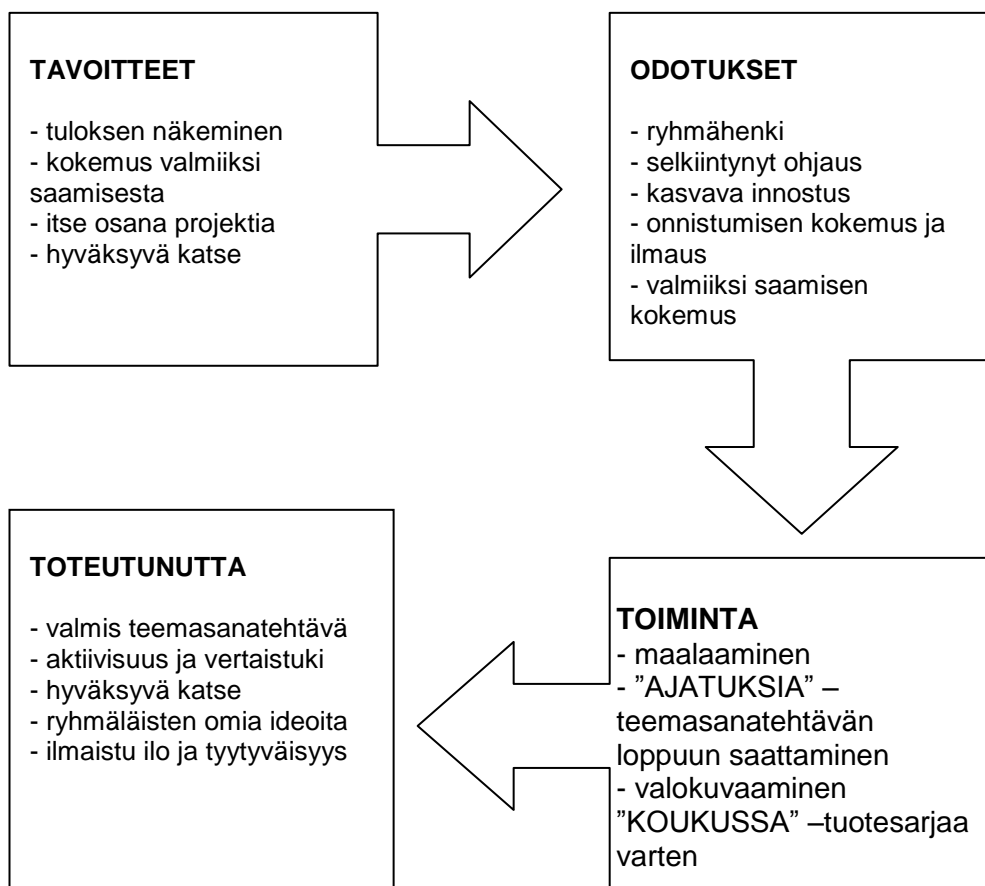 TAVOITTEET
- tuloksen näkeminen
- kokemus valmiiksi
saamisesta
- itse osana projektia
- hyväksyvä katse
ODOTUKSET
- ryhmähenki
- selkiintynyt ohjaus
- kasvava innostus
- onnistumisen kokemus ja
ilmaus
- valmiiksi saamisen
kokemus
TOIMINTA
- maalaaminen
- ”AJATUKSIA” –
teemasanatehtävän
loppuun saattaminen
- valokuvaaminen
”KOUKUSSA” –tuotesarjaa
varten
TOTEUTUNUTTA
- valmis teemasanatehtävä
- aktiivisuus ja vertaistuki
- hyväksyvä katse
- ryhmäläisten omia ideoita
- ilmaistu ilo ja tyytyväisyys